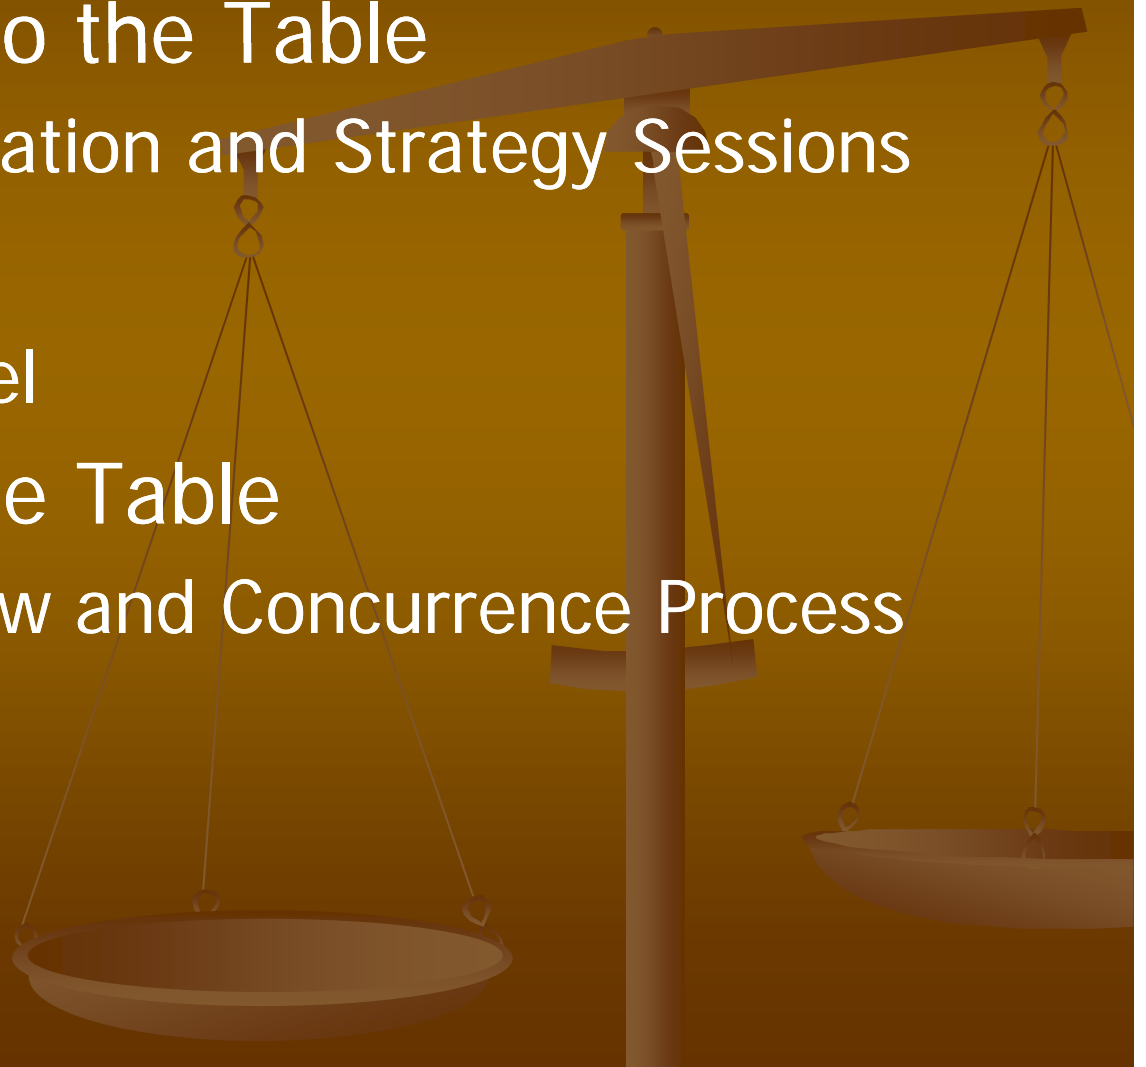 o the Table
ation and Strategy Sessions
el
e Table
w and Concurrence Process